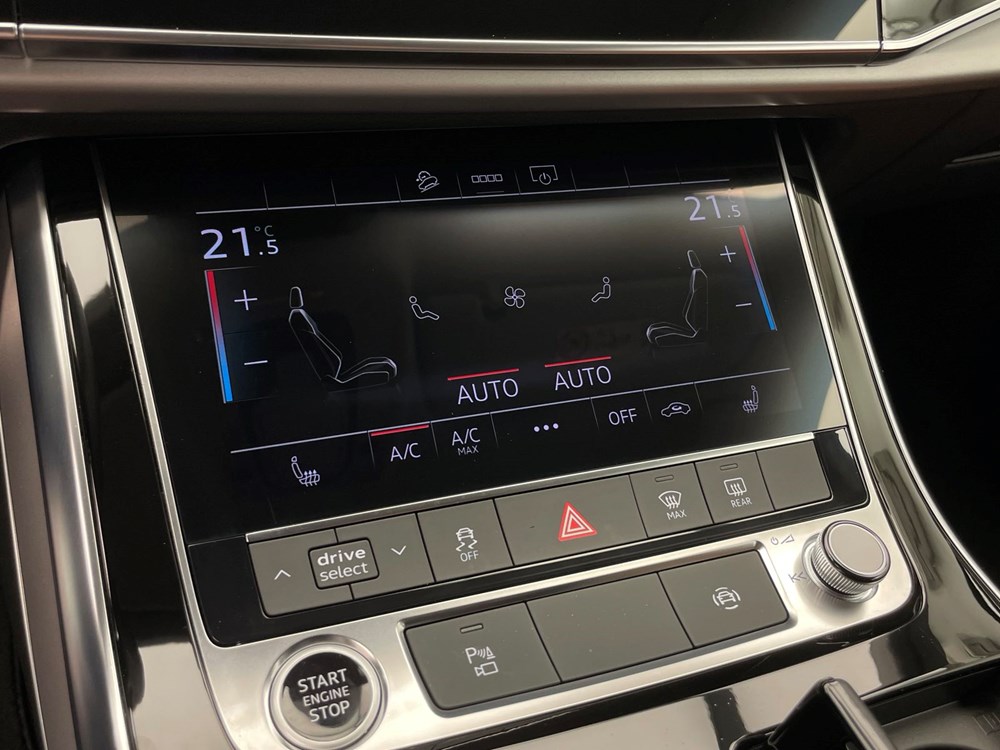 21.5 °C
21.5
+
+
−
−
AUTO
AUTO
A/C
A/C
MAX
•••
OFF
drive
select
OFF
MAX
REAR
START
ENGINE
STOP
P